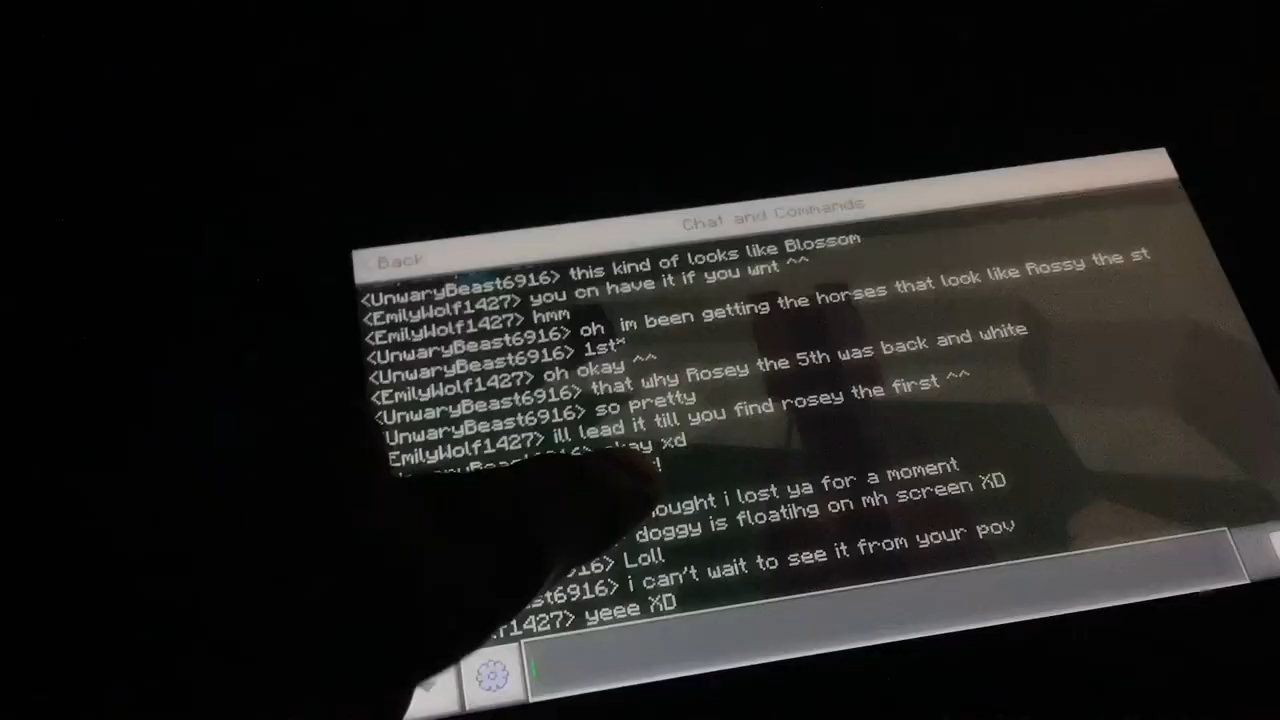 Chat and Commands
Back
<UnwaryBeast6916> this kind of looks like Blossom
<EmilyWolf1427> you on have it if you wnt ^^
<EmilyWolf1427> hmm
<UnwaryBeast6916> oh im been getting the horses that look like Rossy the st
<UnwaryBeast6916> 1st*
<EmilyWolf1427> oh okay ^^
<UnwaryBeast6916> that why Rosey the 5th was back and white
UnwaryBeast6916> so pretty
EmilyWolf1427> ill lead it till you find rosey the first ^^
okay xd
ought i lost ya for a moment
doggy is floatihg on mh screen XD
916> Loll
st6916> i can't wait to see it from your pov
f1427> yeee XD